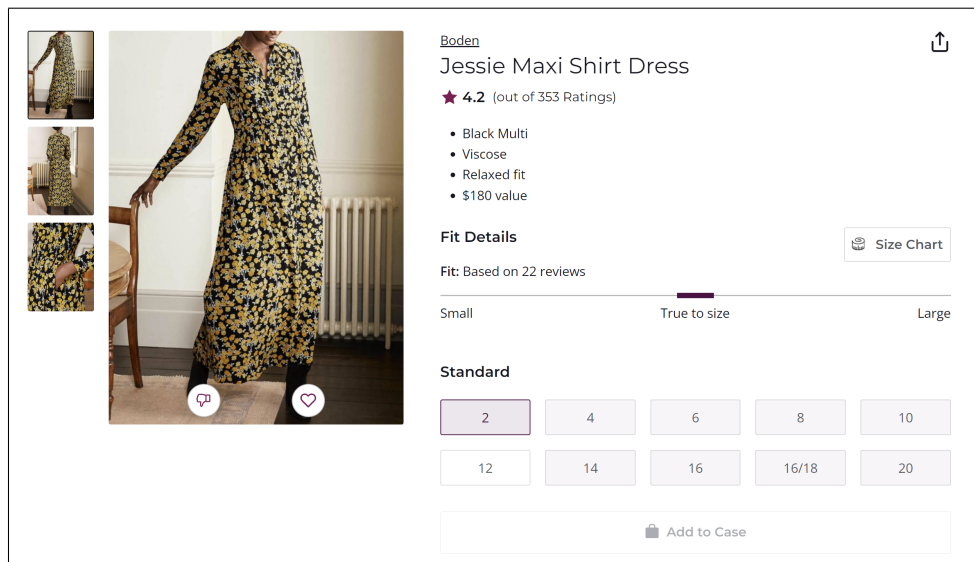 Boden
Jessie Maxi Shirt Dress
4.2 (out of 353 Ratings)
Black Multi
Viscose
Relaxed fit
$180 value
Fit Details
Size Chart
Fit: Based on 22 reviews
Small True to size Large
Standard
2 4 6 8 10
12 14 16 16/18 20
Add to Case